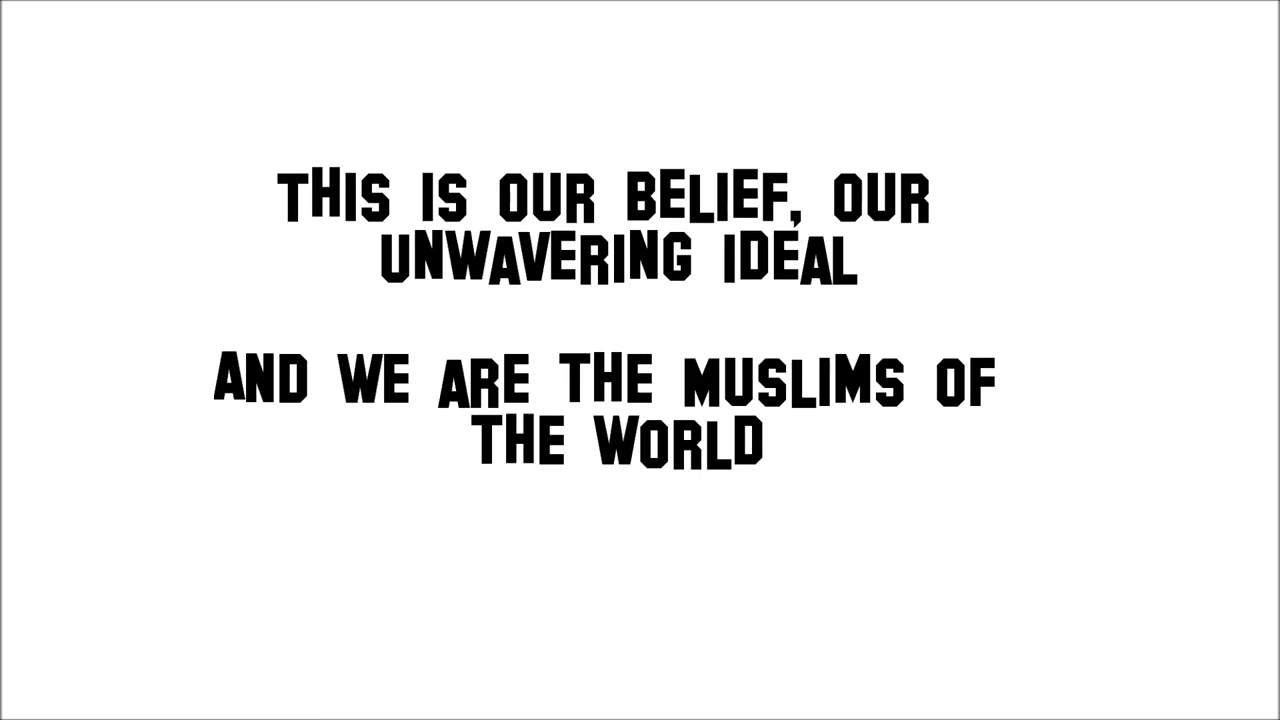 THIS IS OUR BELIEF, OUR
UNWAVERING IDEAL
AND WE ARE THE MUSLIMS OF
THE WORLD